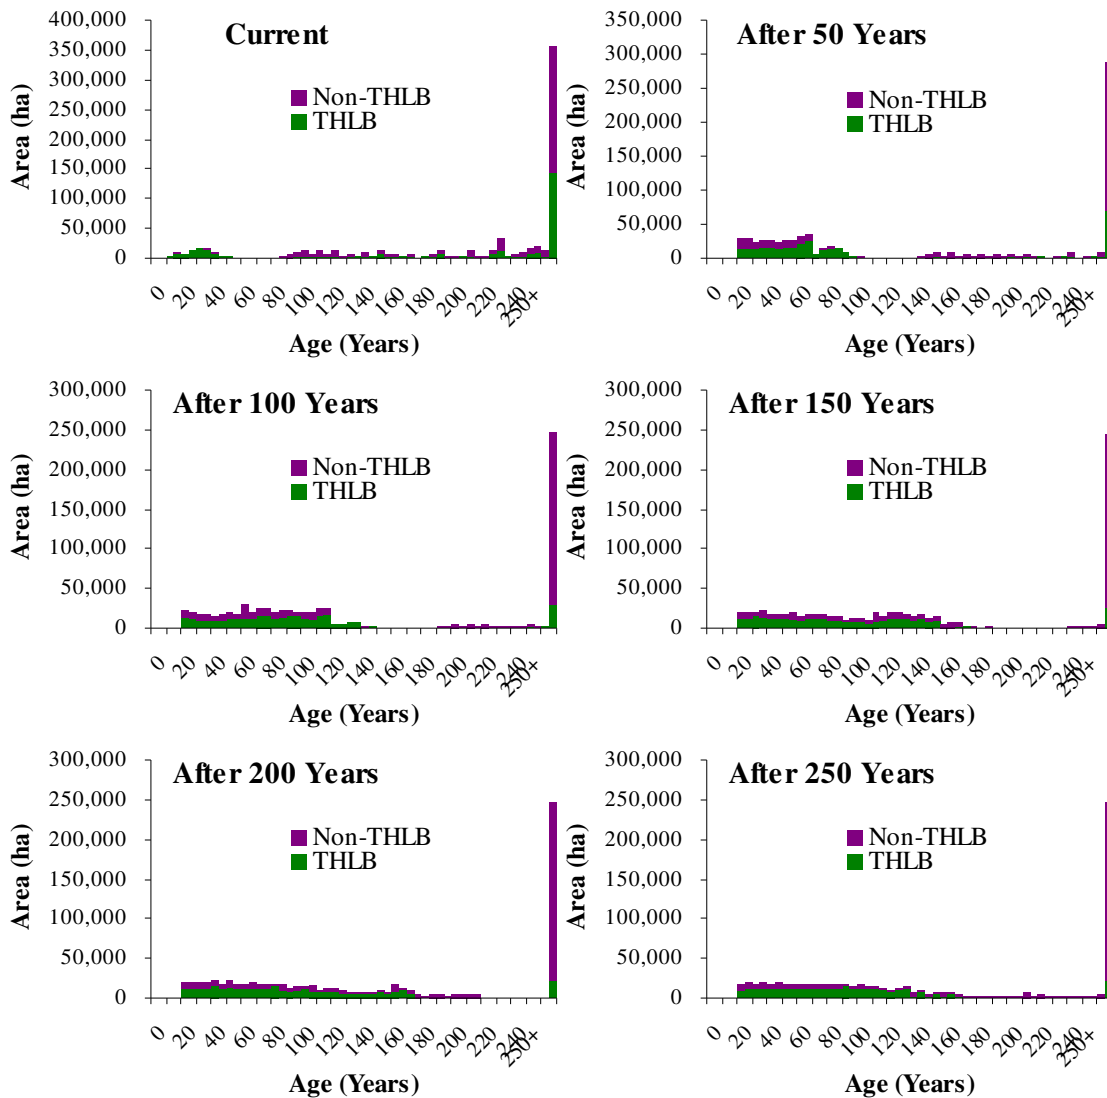 Current
Area (ha)
400,000
350,000
300,000
250,000
200,000
150,000
100,000
50,000
0
Non-THLB
THLB
0 20 40 60 80 100 120 140 160 180 200 220 240 250+
Age (Years)
After 50 Years
Area (ha)
350,000
300,000
250,000
200,000
150,000
100,000
50,000
0
Non-THLB
THLB
0 20 40 60 80 100 120 140 160 180 200 220 240 250+
Age (Years)
After 100 Years
Area (ha)
300,000
250,000
200,000
150,000
100,000
50,000
0
Non-THLB
THLB
0 20 40 60 80 100 120 140 160 180 200 220 240 250+
Age (Years)
After 150 Years
Area (ha)
300,000
250,000
200,000
150,000
100,000
50,000
0
Non-THLB
THLB
0 20 40 60 80 100 120 140 160 180 200 220 240 250+
Age (Years)
After 200 Years
Area (ha)
300,000
250,000
200,000
150,000
100,000
50,000
0
Non-THLB
THLB
0 20 40 60 80 100 120 140 160 180 200 220 240 250+
Age (Years)
After 250 Years
Area (ha)
300,000
250,000
200,000
150,000
100,000
50,000
0
Non-THLB
THLB
0 20 40 60 80 100 120 140 160 180 200 220 240 250+
Age (Years)